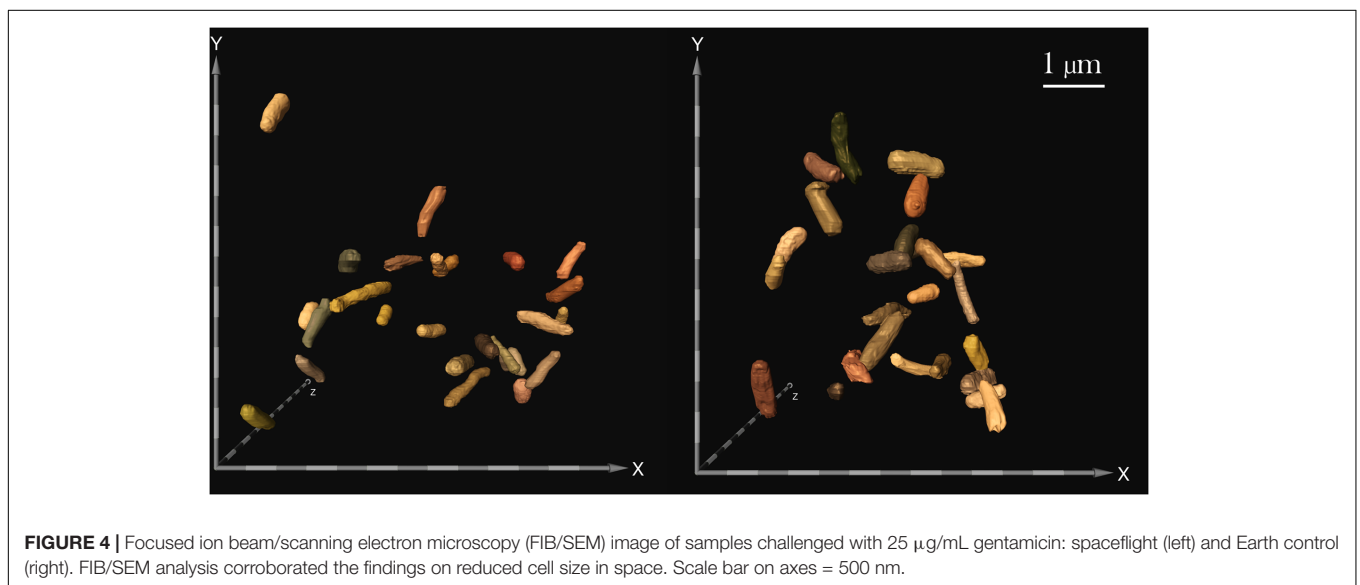 Y Y
1 μm
z z
X X
FIGURE 4 | Focused ion beam/scanning electron microscopy (FIB/SEM) image of samples challenged with 25 μg/mL gentamicin: spaceflight (left) and Earth control
(right). FIB/SEM analysis corroborated the findings on reduced cell size in space. Scale bar on axes = 500 nm.